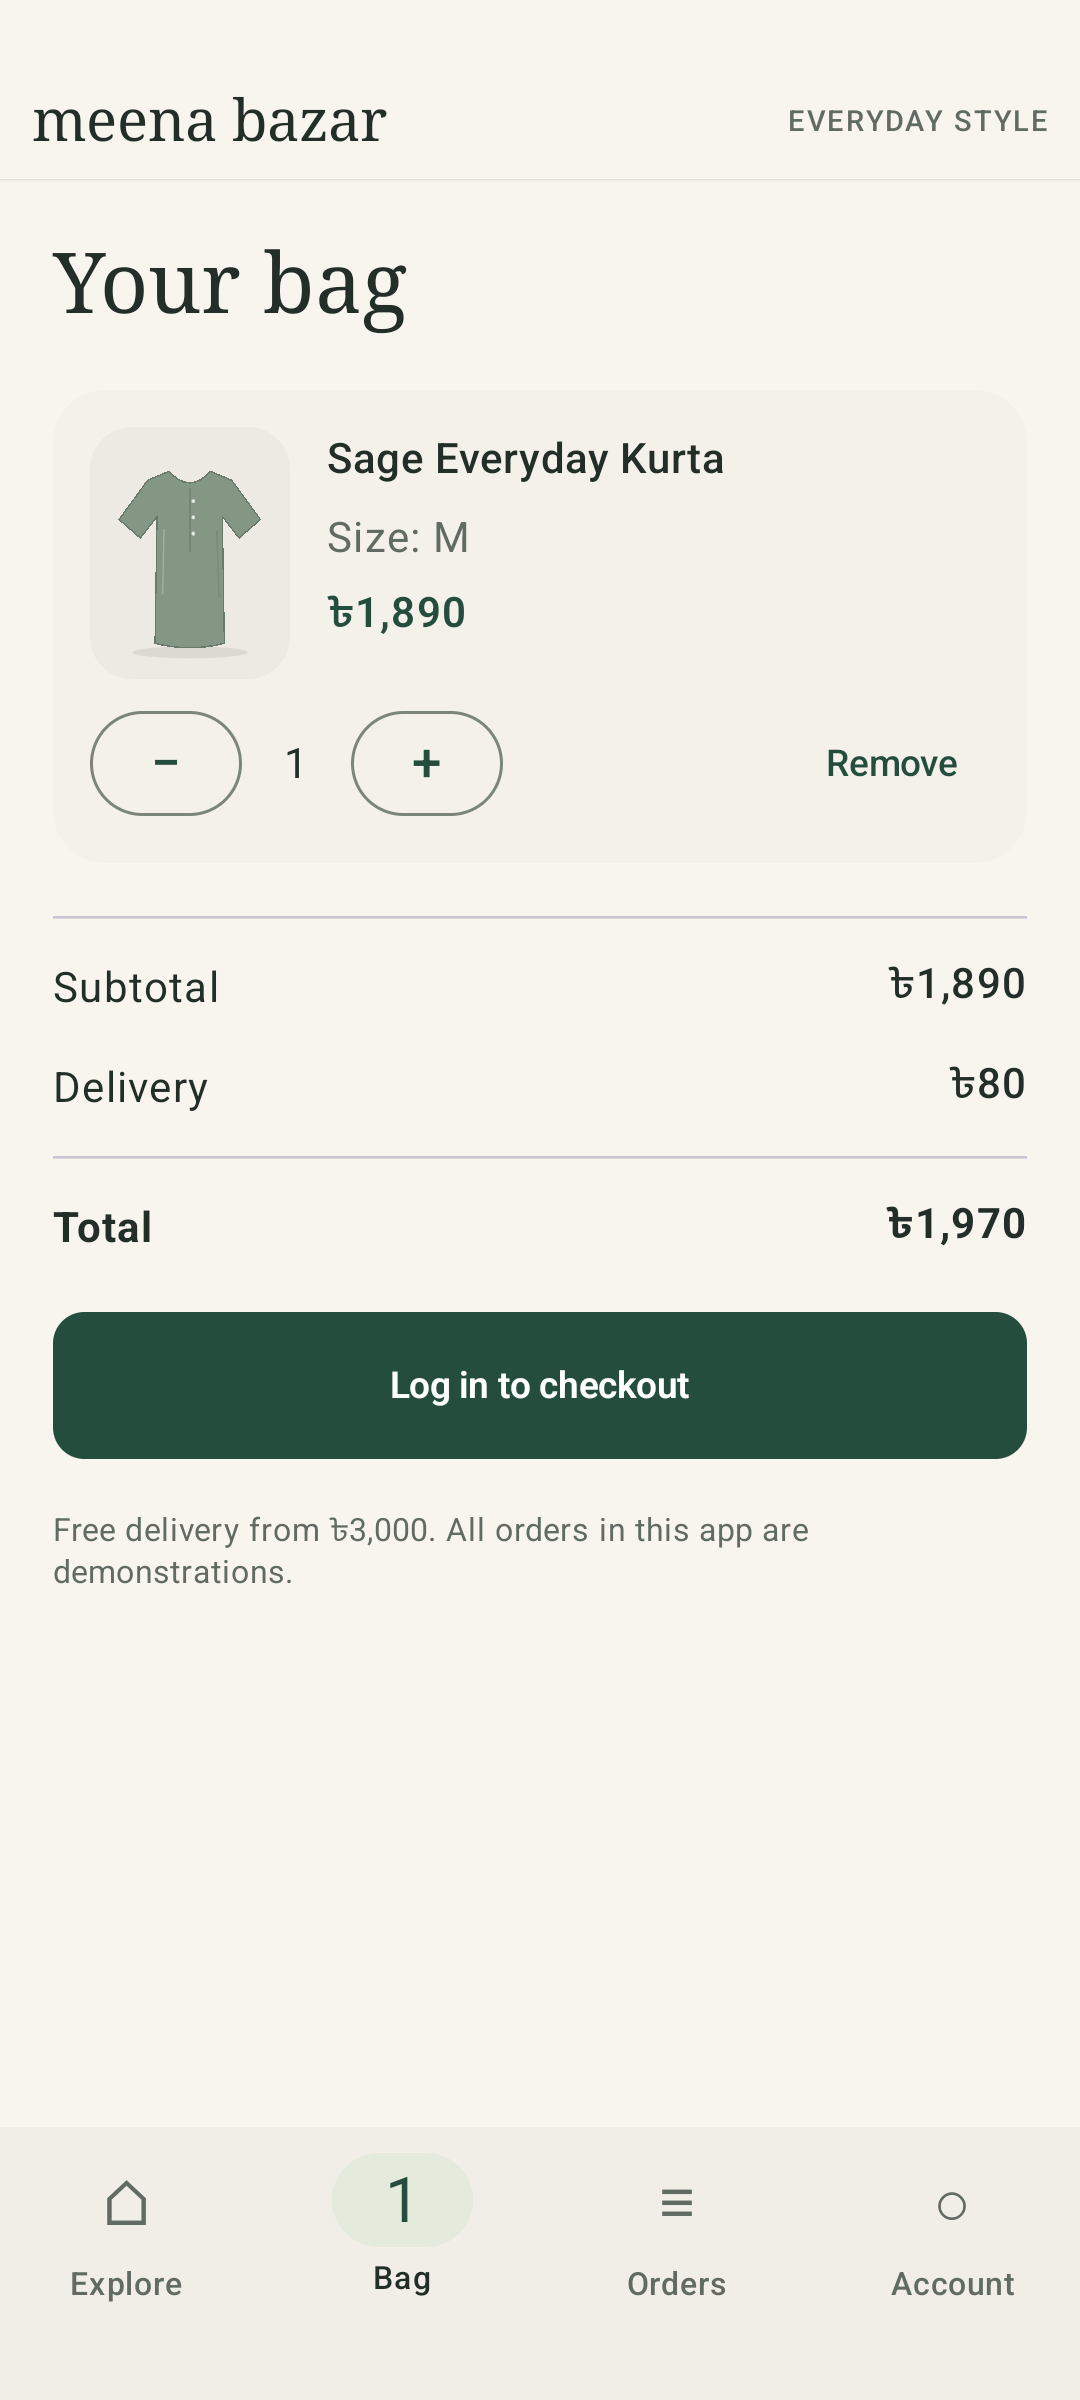 meena bazar
EVERYDAY STYLE
Your bag
Sage Everyday Kurta
Size: M
৳1,890
−
1
+
Remove
Subtotal
৳1,890
Delivery
৳80
Total
৳1,970
Log in to checkout
Free delivery from ৳3,000. All orders in this app are
demonstrations.
Explore
1
Bag
Orders
Account